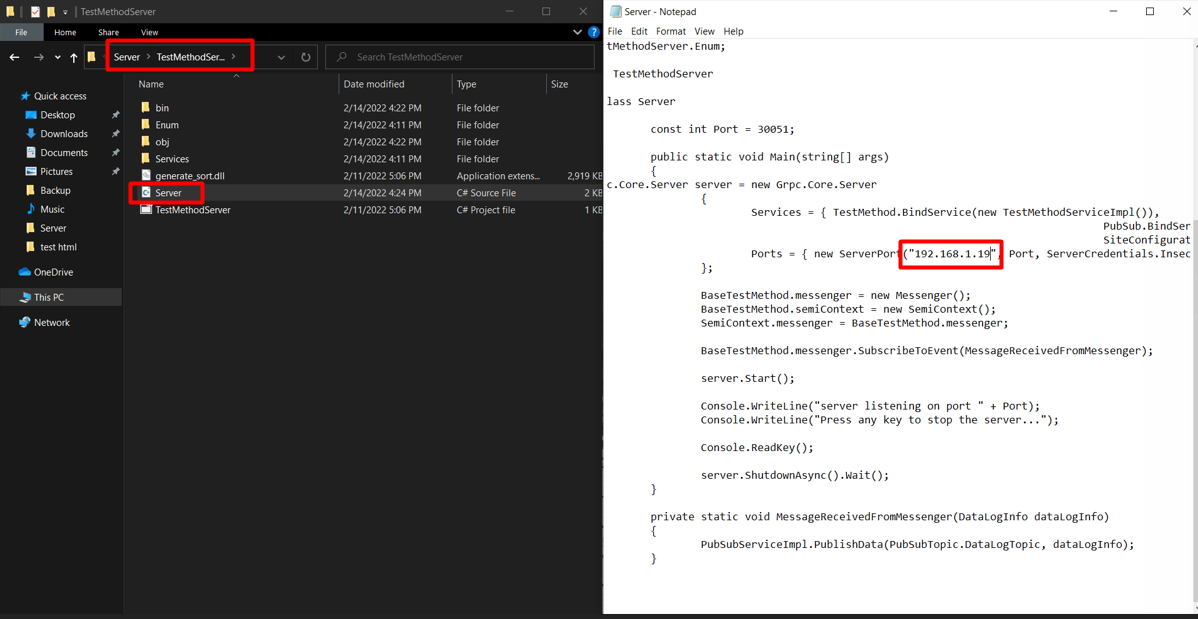 TestMethodServer
File Home Share View
Server > TestMethodSer... >
Search TestMethodServer
Name Date modified Type Size
Quick access
Desktop
Downloads
Documents
Pictures
Backup
Music
Server
test html
OneDrive
This PC
Network
bin 2/14/2022 4:22 PM File folder
Enum 2/14/2022 4:11 PM File folder
obj 2/14/2022 4:22 PM File folder
Services 2/14/2022 4:11 PM File folder
generate_sort.dll 2/11/2022 5:06 PM Application extens... 2,919 KB
Server 2/14/2022 4:24 PM C# Source File 2 KB
TestMethodServer 2/11/2022 5:06 PM C# Project file 1 KB
Server - Notepad
File Edit Format View Help
tMethodServer.Enum;
TestMethodServer
lass Server
const int Port = 30051;
public static void Main(string[] args)
{
c.Core.Server server = new Grpc.Core.Server
{
Services = { TestMethod.BindService(new TestMethodServiceImpl()),
PubSub.BindSer
SiteConfigurat
Ports = { new ServerPort("192.168.1.19", Port, ServerCredentials.Insec
};
BaseTestMethod.messenger = new Messenger();
BaseTestMethod.semiContext = new SemiContext();
SemiContext.messenger = BaseTestMethod.messenger;
BaseTestMethod.messenger.SubscribeToEvent(MessageReceivedFromMessenger);
server.Start();
Console.WriteLine("server listening on port " + Port);
Console.WriteLine("Press any key to stop the server...");
Console.ReadKey();
server.ShutdownAsync().Wait();
}
private static void MessageReceivedFromMessenger(DataLogInfo dataLogInfo)
{
PubSubServiceImpl.PublishData(PubSubTopic.DataLogTopic, dataLogInfo);
}